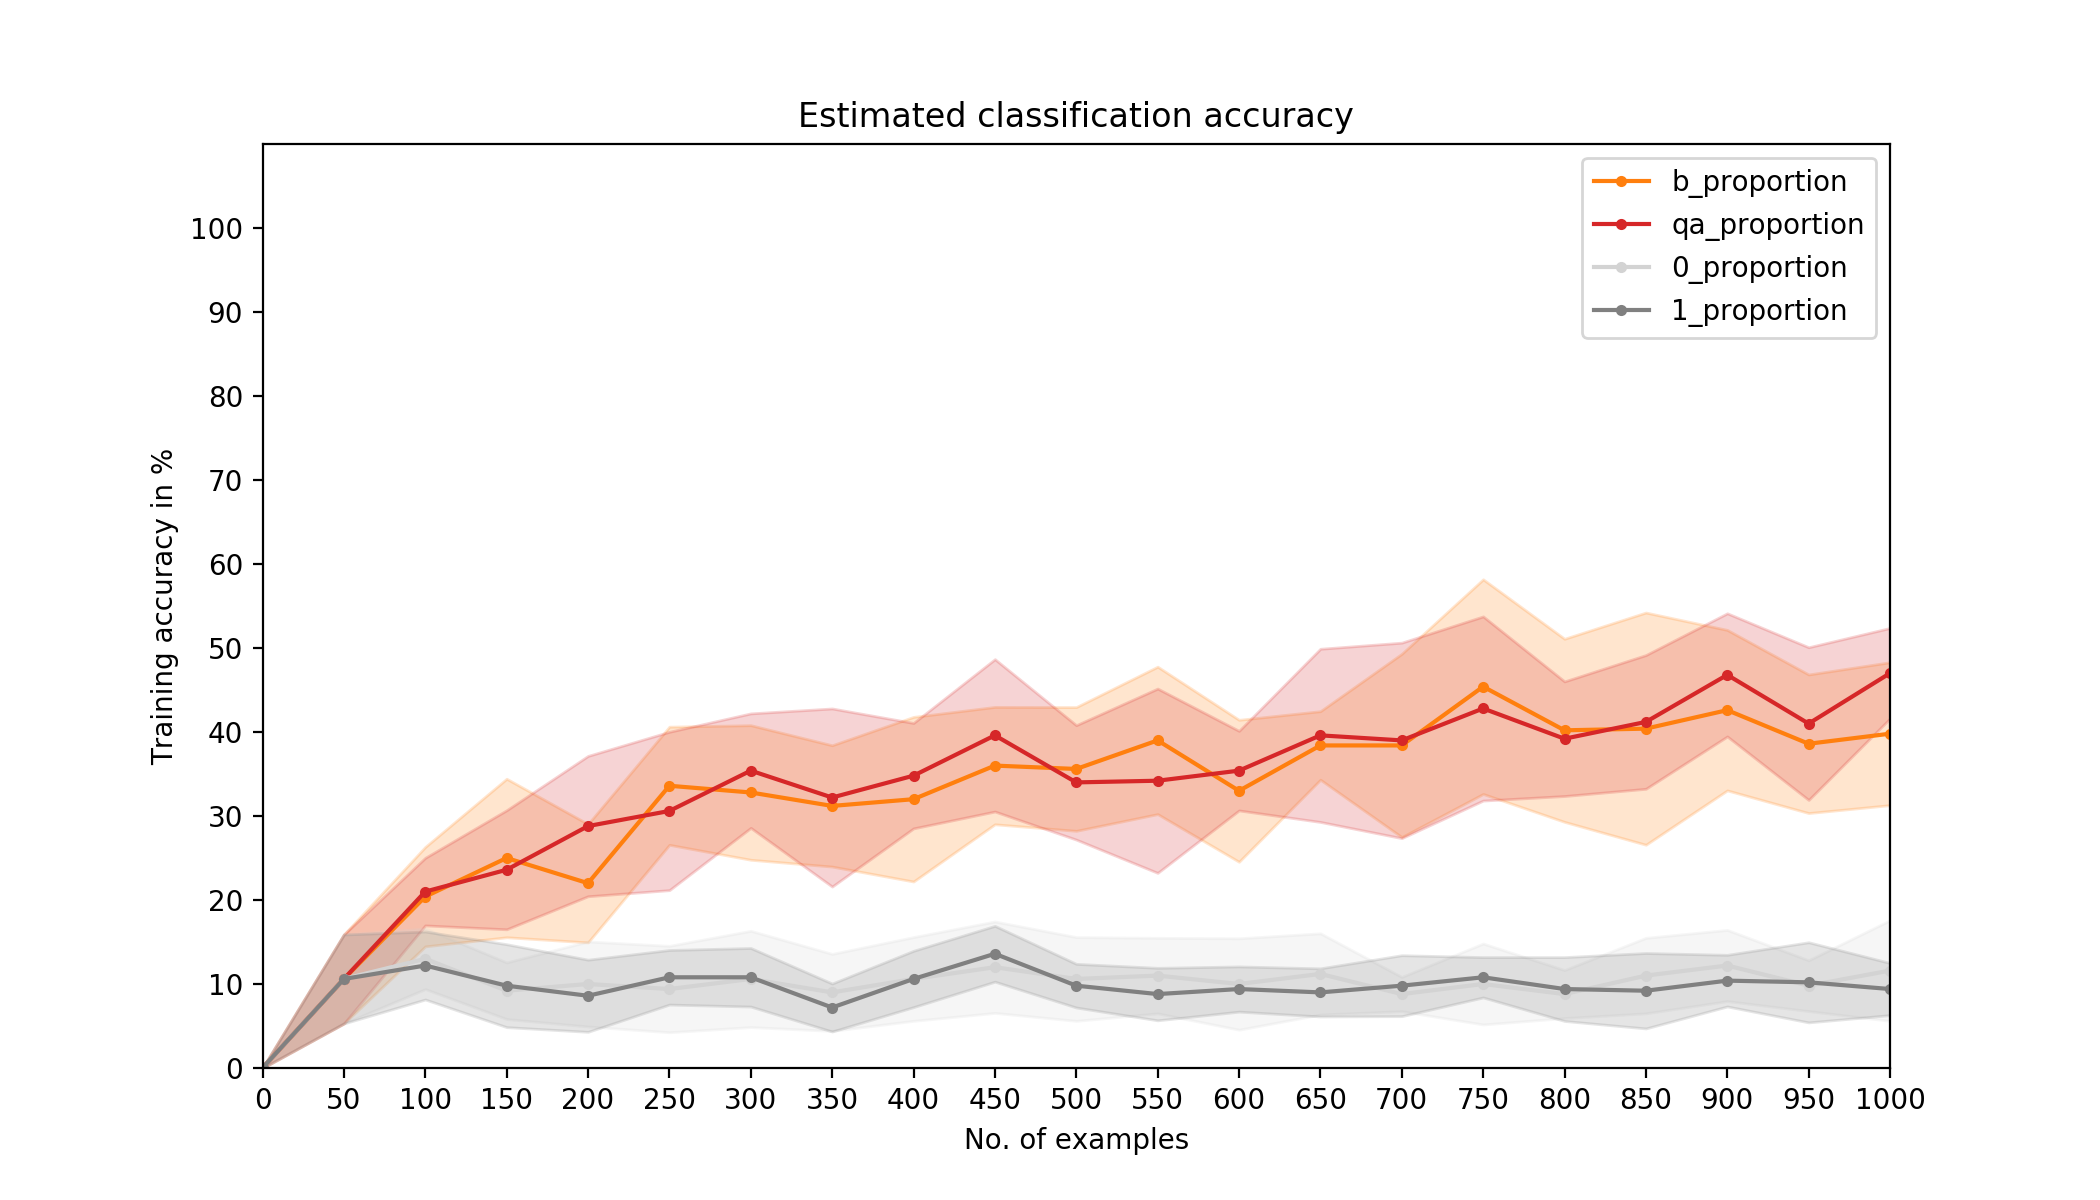 Estimated classification accuracy
b_proportion
qa_proportion
0_proportion
1_proportion
Training accuracy in %
100
90
80
70
60
50
40
30
20
10
0
0 50 100 150 200 250 300 350 400 450 500 550 600 650 700 750 800 850 900 950 1000
No. of examples